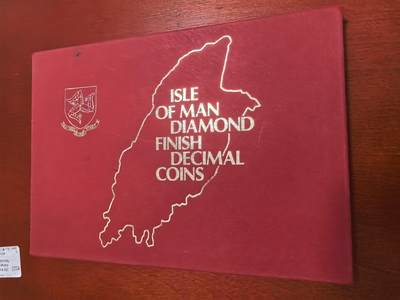 ISLE
OF MAN
DIAMOND
FINISH
DECIMAL
COINS